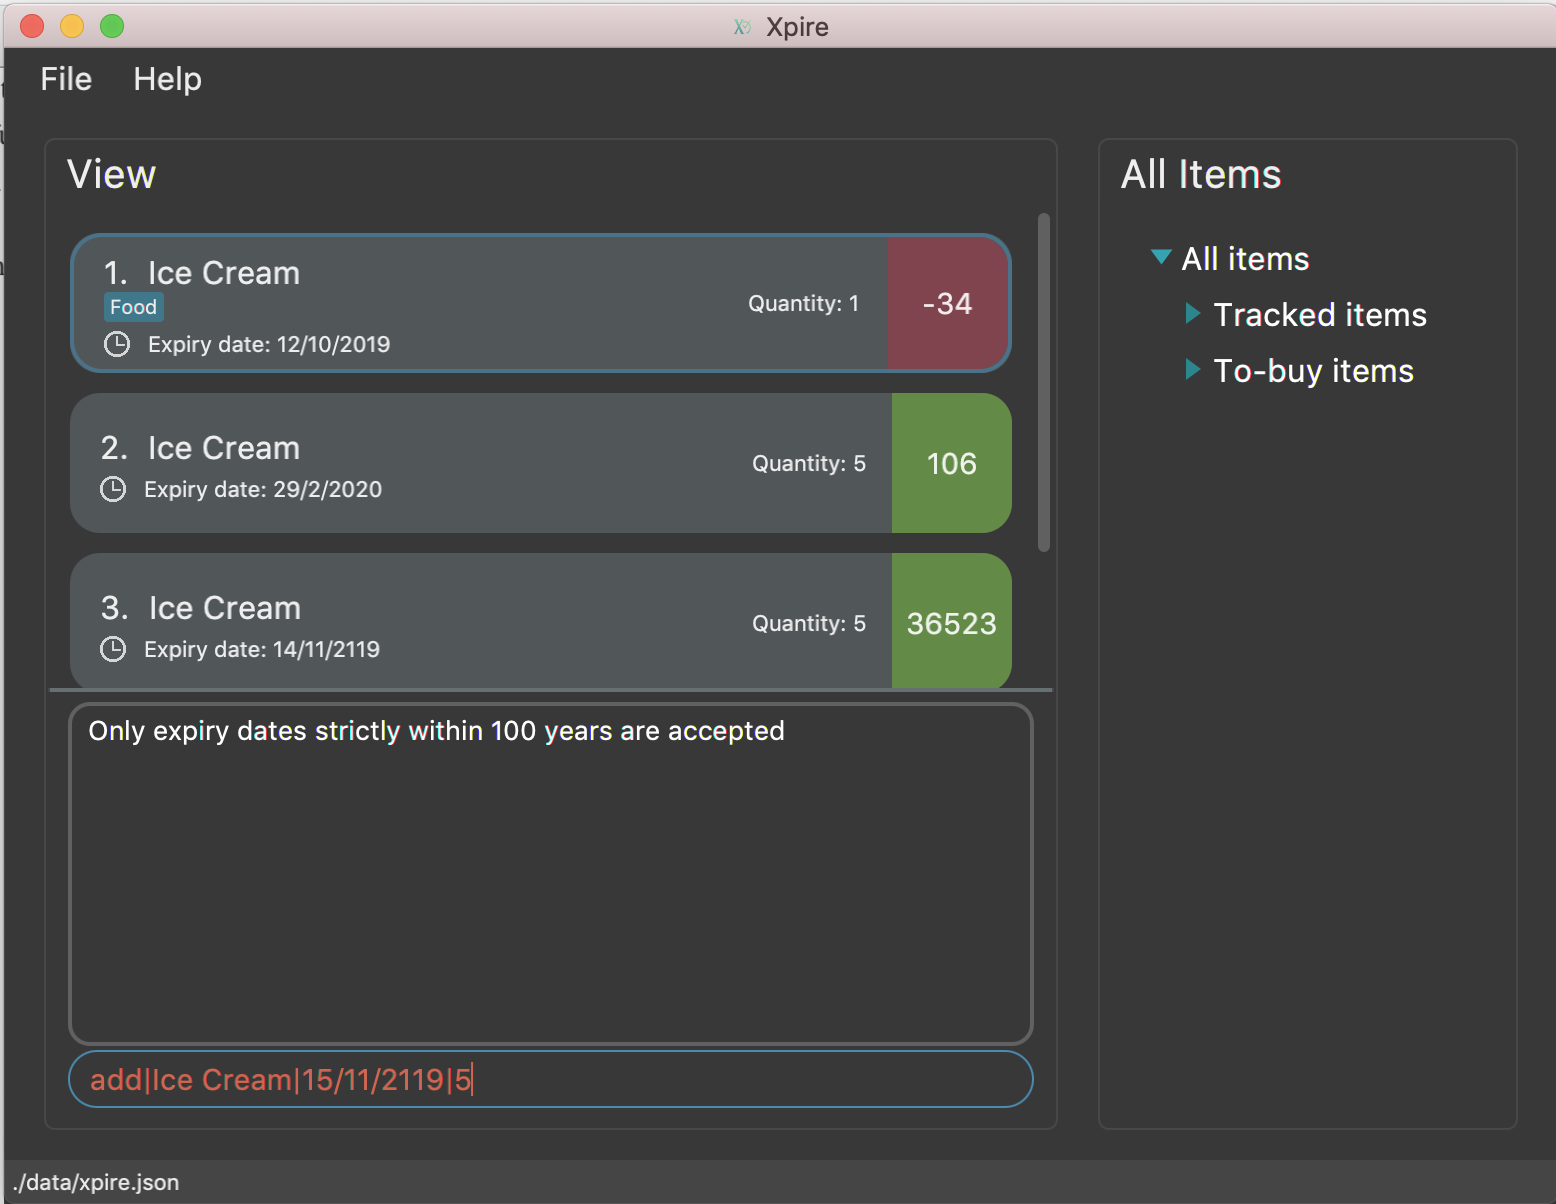 Xpire
File Help
View
1. Ice Cream
Food
Expiry date: 12/10/2019
Quantity: 1
-34
2. Ice Cream
Expiry date: 29/2/2020
Quantity: 5
106
3. Ice Cream
Expiry date: 14/11/2119
Quantity: 5
36523
Only expiry dates strictly within 100 years are accepted
add|Ice Cream|15/11/2119|5
All Items
All items
Tracked items
To-buy items
./data/xpire.json